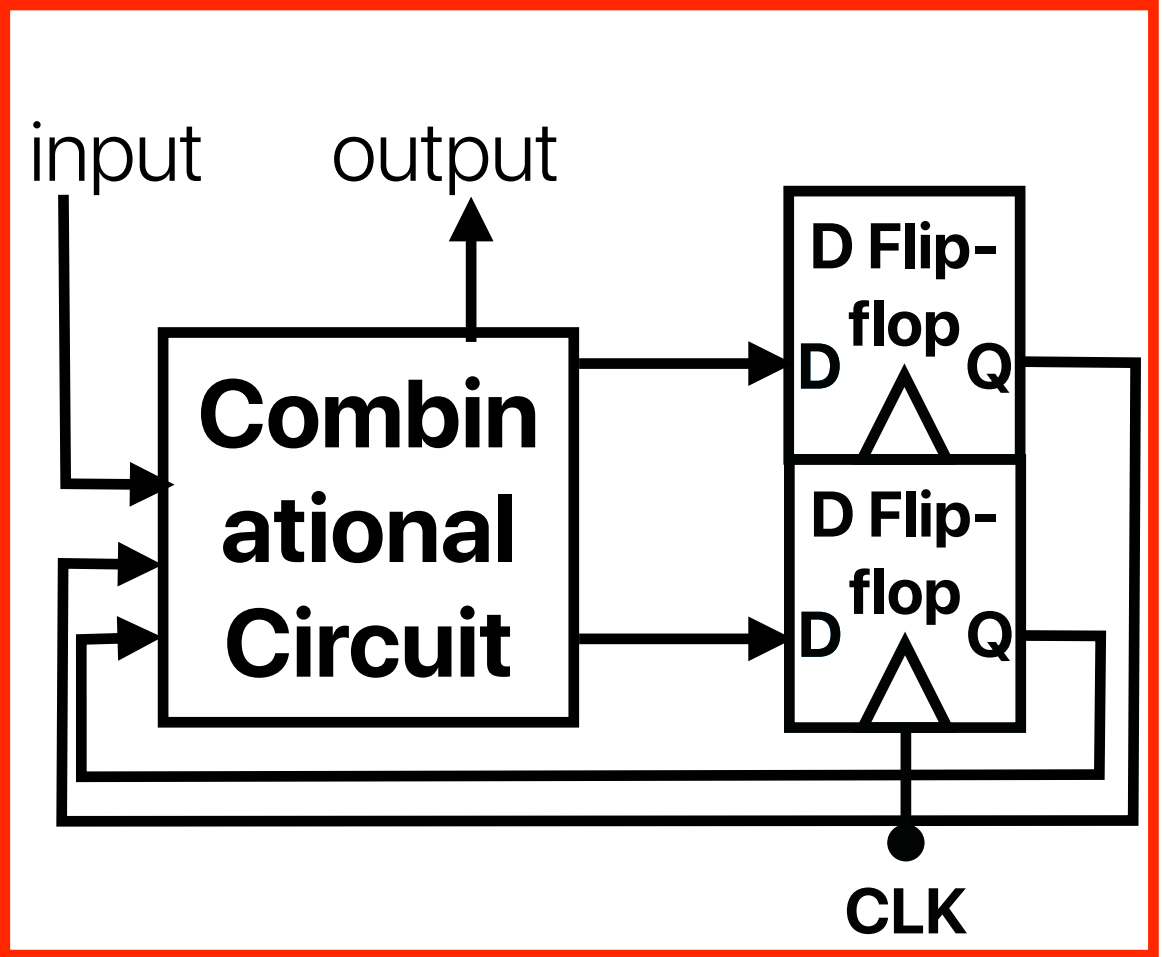 input
output
D Flip-
flop
D
Q
Combin
ational
Circuit
D Flip-
flop
D
Q
CLK